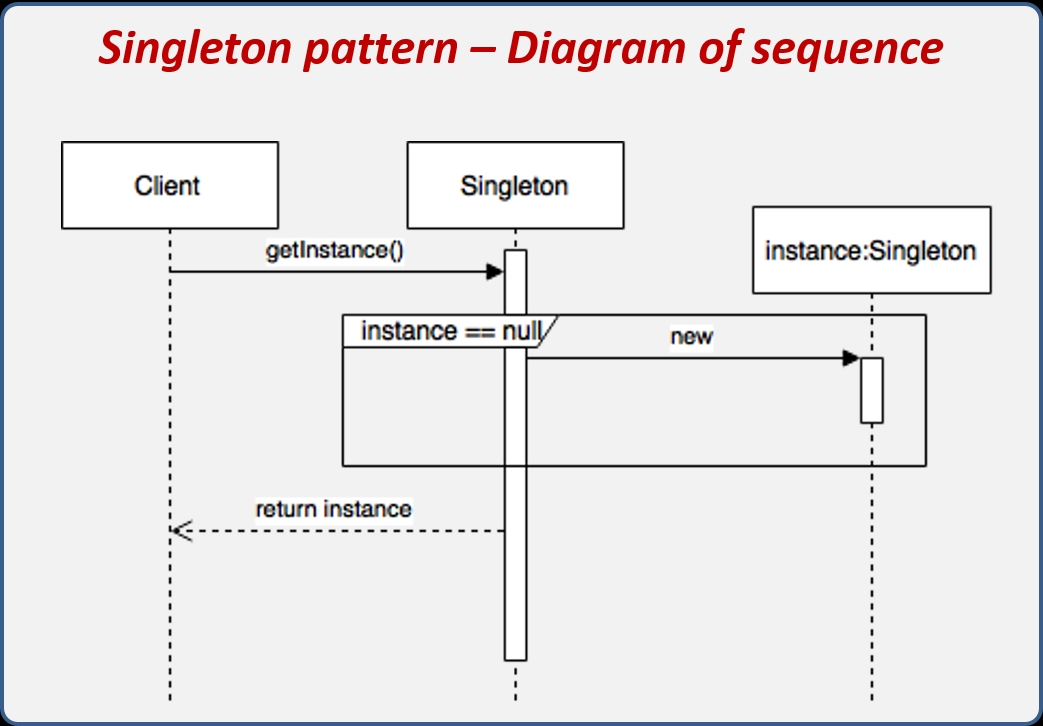 Singleton pattern – Diagram of sequence
Client
Singleton
instance:Singleton
getInstance()
instance == null
new
return instance